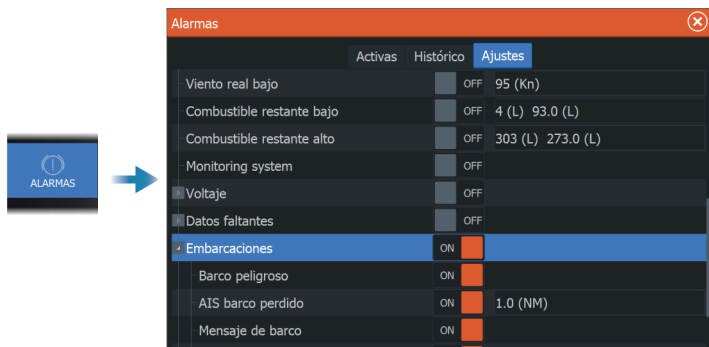 Alarmas
Activas Histórico Ajustes
Viento real bajo OFF 95 (Kn)
Combustible restante bajo OFF 4 (L) 93.0 (L)
Combustible restante alto OFF 303 (L) 273.0 (L)
Monitoring system OFF
Voltaje OFF
Datos faltantes OFF
Embarcaciones ON
Barco peligroso ON
AIS barco perdido ON 1.0 (NM)
Mensaje de barco ON
ALARMAS